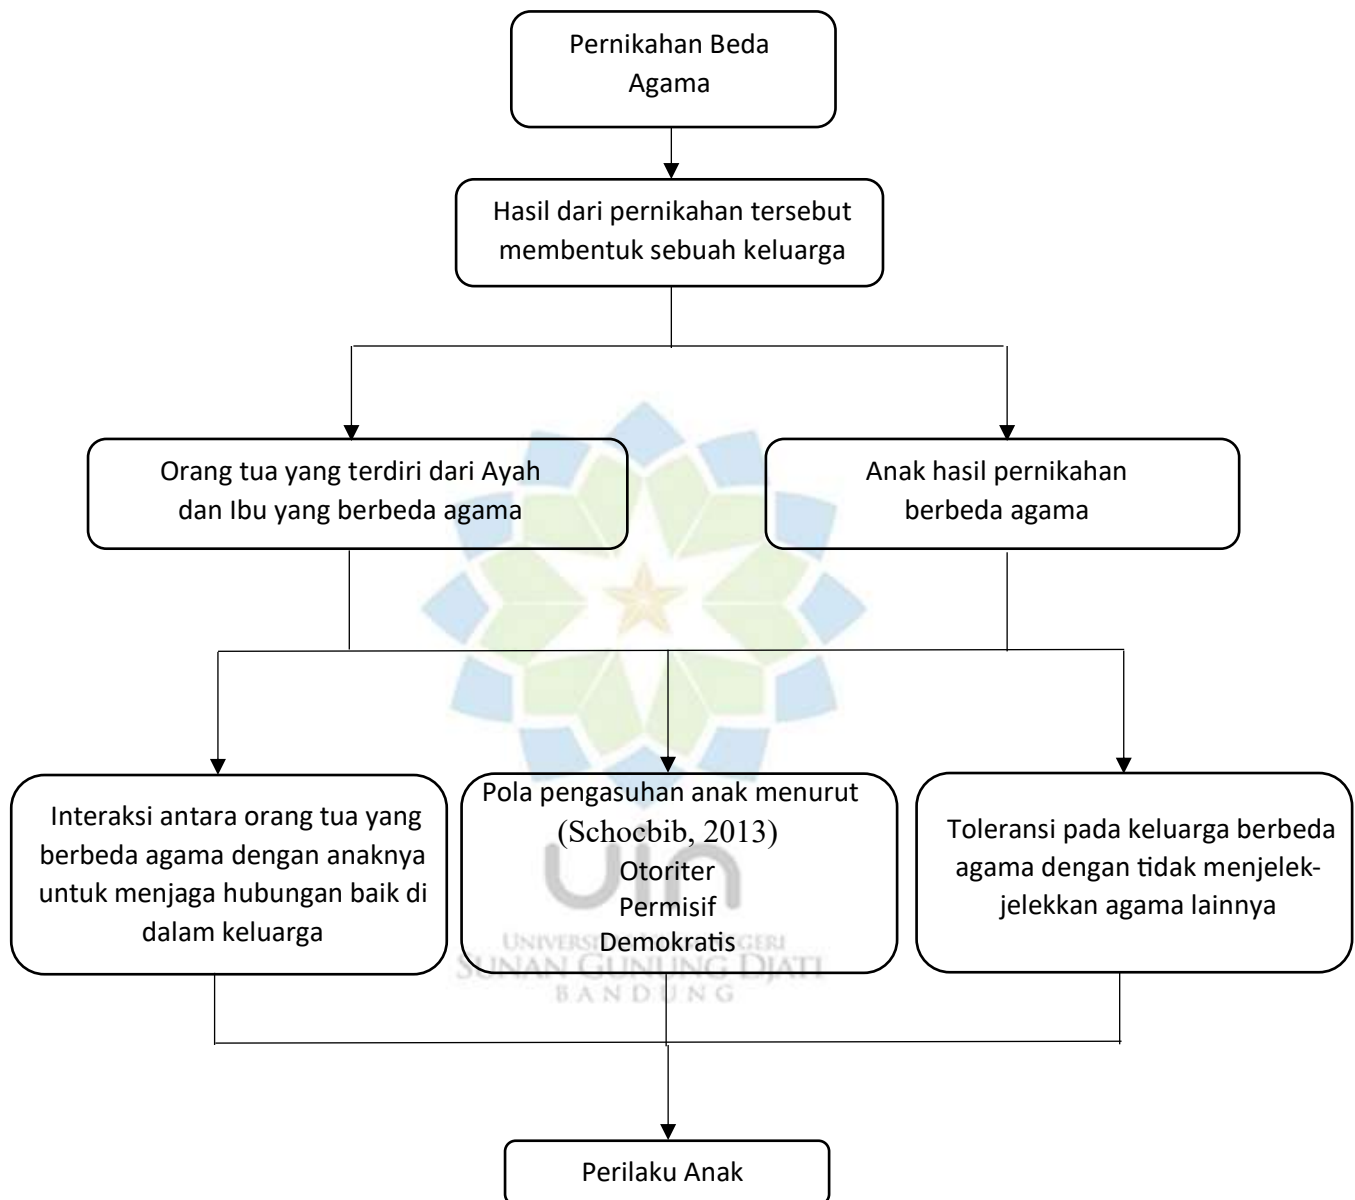 Pernikahan Beda
Agama
Hasil dari pernikahan tersebut
membentuk sebuah keluarga
Orang tua yang terdiri dari Ayah
dan Ibu yang berbeda agama
Anak hasil pernikahan
berbeda agama
Interaksi antara orang tua yang
berbeda agama dengan anaknya
untuk menjaga hubungan baik di
dalam keluarga
Pola pengasuhan anak menurut
(Schocbib, 2013)
Otoriter
Permisif
Demokratis
Toleransi pada keluarga berbeda
agama dengan tidak menjelek-
jelekkan agama lainnya
uin
SUNAN GUNUNG DJATI
BANDUNG
Perilaku Anak